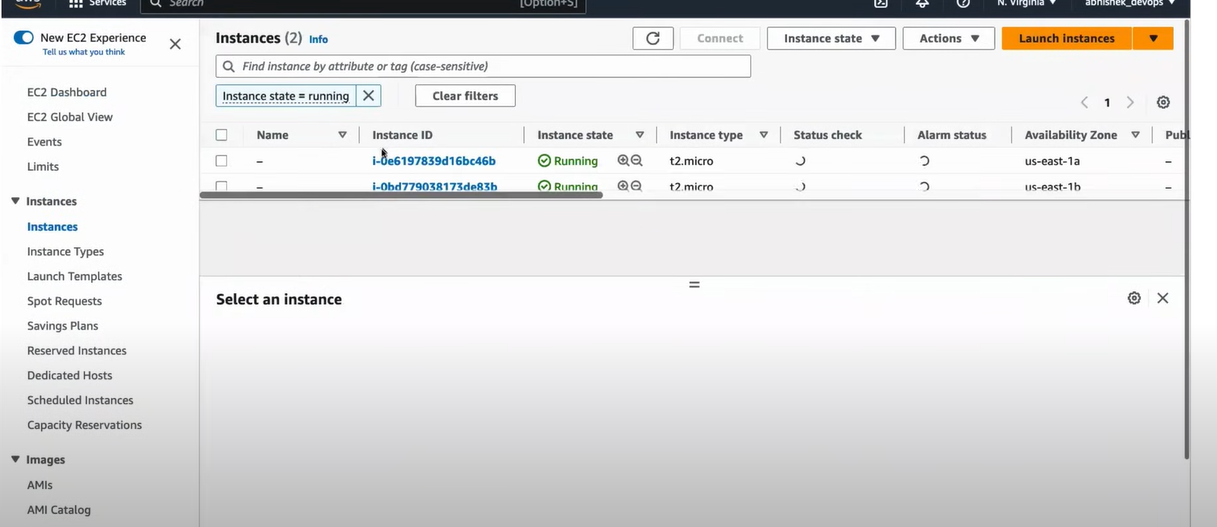 Services
Search
[Option+S]
N. Virginia
abhishek_devops
New EC2 Experience
Tell us what you think
EC2 Dashboard
EC2 Global View
Events
Limits
Instances
Instances
Instance Types
Launch Templates
Spot Requests
Savings Plans
Reserved Instances
Dedicated Hosts
Scheduled Instances
Capacity Reservations
Images
AMIs
AMI Catalog
Instances (2) Info
Connect
Instance state
Actions
Launch instances
Find instance by attribute or tag (case-sensitive)
Instance state = running
Clear filters
1
Name Instance ID Instance state Instance type Status check Alarm status Availability Zone Publ
– i-0e6197839d16bc46b Running t2.micro us-east-1a –
– i-0bd779038173de83b Running t2.micro us-east-1b –
Select an instance